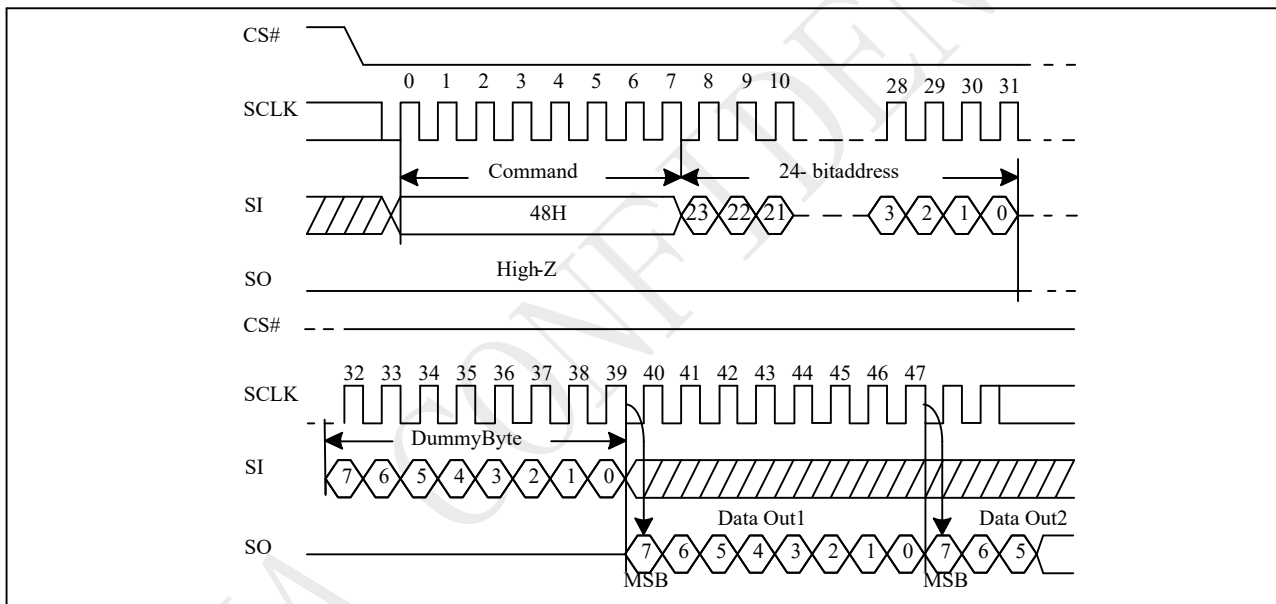 CS#
0 1 2 3 4 5 6 7 8 9 10 28 29 30 31
SCLK
Command 24- bitaddress
SI 48H 23 22 21 3 2 1 0
High-Z
SO
CS#
32 33 34 35 36 37 38 39 40 41 42 43 44 45 46 47
SCLK
DummyByte
SI 7 6 5 4 3 2 1 0
Data Out1 Data Out2
SO 7 6 5 4 3 2 1 0 7 6 5
MSB MSB
CONFIDEN